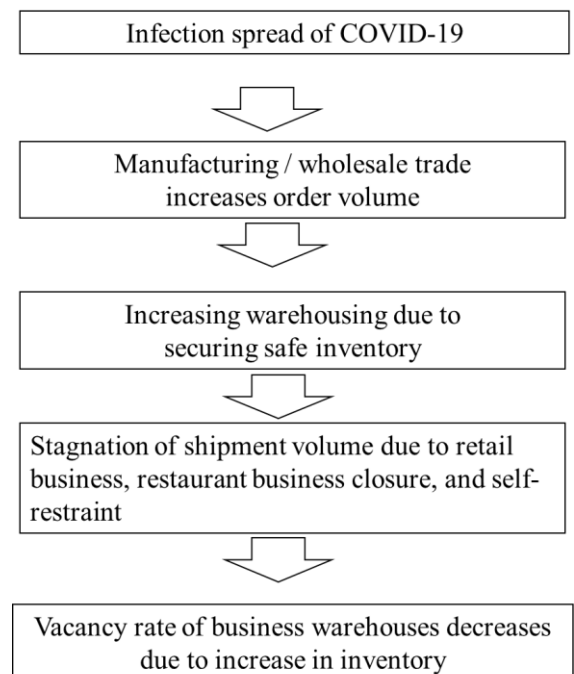 Infection spread of COVID-19
Manufacturing / wholesale trade
increases order volume
Increasing warehousing due to
securing safe inventory
Stagnation of shipment volume due to retail
business, restaurant business closure, and self-
restraint
Vacancy rate of business warehouses decreases
due to increase in inventory